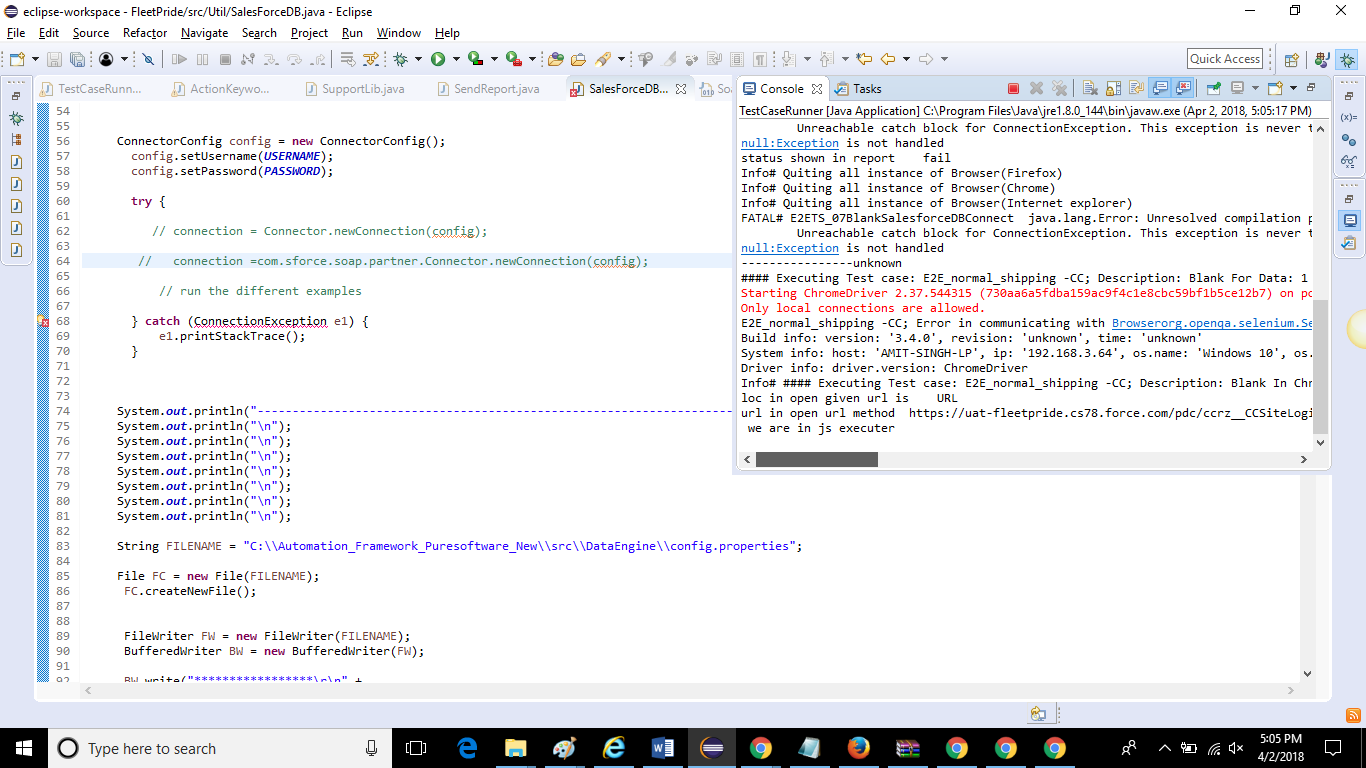 eclipse-workspace - FleetPride/src/Util/SalesForceDB.java - Eclipse
File Edit Source Refactor Navigate Search Project Run Window Help
Quick Access
TestCaseRunn... ActionKeywo... SupportLib.java SendReport.java SalesForceDB... So
54
55
56 ConnectorConfig config = new ConnectorConfig();
57 config.setUsername(USERNAME);
58 config.setPassword(PASSWORD);
59
60 try {
61
62 // connection = Connector.newConnection(config);
63
64 // connection =com.sforce.soap.partner.Connector.newConnection(config);
65
66 // run the different examples
67
68 } catch (ConnectionException e1) {
69 e1.printStackTrace();
70 }
71
72
73
74 System.out.println("--------------------------------------------------------------------
75 System.out.println("\n");
76 System.out.println("\n");
77 System.out.println("\n");
78 System.out.println("\n");
79 System.out.println("\n");
80 System.out.println("\n");
81 System.out.println("\n");
82
83 String FILENAME = "C:\\Automation_Framework_Puresoftware_New\\src\\DataEngine\\config.properties";
84
85 File FC = new File(FILENAME);
86 FC.createNewFile();
87
88
89 FileWriter FW = new FileWriter(FILENAME);
90 BufferedWriter BW = new BufferedWriter(FW);
91
92 BW.write("*****************\r\n" +
Console Tasks
TestCaseRunner [Java Application] C:\Program Files\Java\jre1.8.0_144\bin\javaw.exe (Apr 2, 2018, 5:05:17 PM)
Unreachable catch block for ConnectionException. This exception is never t
null:Exception is not handled
status shown in report fail
Info# Quiting all instance of Browser(Firefox)
Info# Quiting all instance of Browser(Chrome)
Info# Quiting all instance of Browser(Internet explorer)
FATAL# E2ETS_07BlankSalesforceDBConnect java.lang.Error: Unresolved compilation p
Unreachable catch block for ConnectionException. This exception is never t
null:Exception is not handled
----------------unknown
#### Executing Test case: E2E_normal_shipping -CC; Description: Blank For Data: 1
Starting ChromeDriver 2.37.544315 (730aa6a5fdba159ac9f4c1e8cbc59bf1b5ce12b7) on po
Only local connections are allowed.
E2E_normal_shipping -CC; Error in communicating with Browserorg.openqa.selenium.Se
Build info: version: '3.4.0', revision: 'unknown', time: 'unknown'
System info: host: 'AMIT-SINGH-LP', ip: '192.168.3.64', os.name: 'Windows 10', os.
Driver info: driver.version: ChromeDriver
Info# #### Executing Test case: E2E_normal_shipping -CC; Description: Blank In Chr
loc in open given url is URL
url in open url method https://uat-fleetpride.cs78.force.com/pdc/ccrz__CCSiteLogi
we are in js executer
Type here to search
5:05 PM
4/2/2018